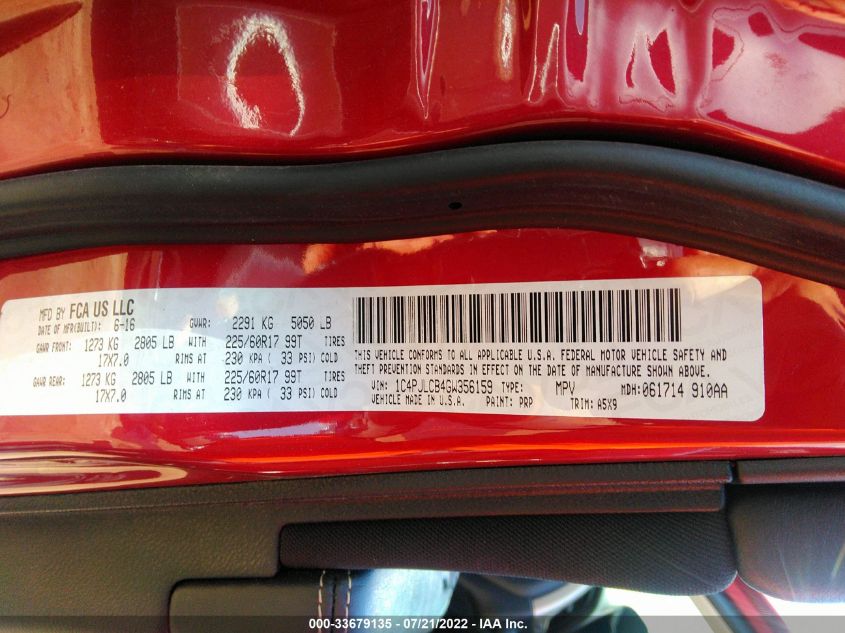 MFD BY FCA US LLC
DATE OF MFR(BUILT): 6-16 GVWR: 2291 KG 5050 LB
GAWR FRONT: 1273 KG 2805 LB WITH 225/60R17 99T TIRES
17X7.0 RIMS AT 230 KPA ( 33 PSI) COLD
GAWR REAR: 1273 KG 2805 LB WITH 225/60R17 99T TIRES
17X7.0 RIMS AT 230 KPA ( 33 PSI) COLD
THIS VEHICLE CONFORMS TO ALL APPLICABLE U.S.A. FEDERAL MOTOR VEHICLE SAFETY AND
THEFT PREVENTION STANDARDS IN EFFECT ON THE DATE OF MANUFACTURE SHOWN ABOVE.
VIN: 1C4PJLCB4GW356159 TYPE: MPV MDH: 061714 910AA
VEHICLE MADE IN U.S.A. PAINT: PRP TRIM: A5X9
000-33679135 - 07/21/2022 - IAA Inc.